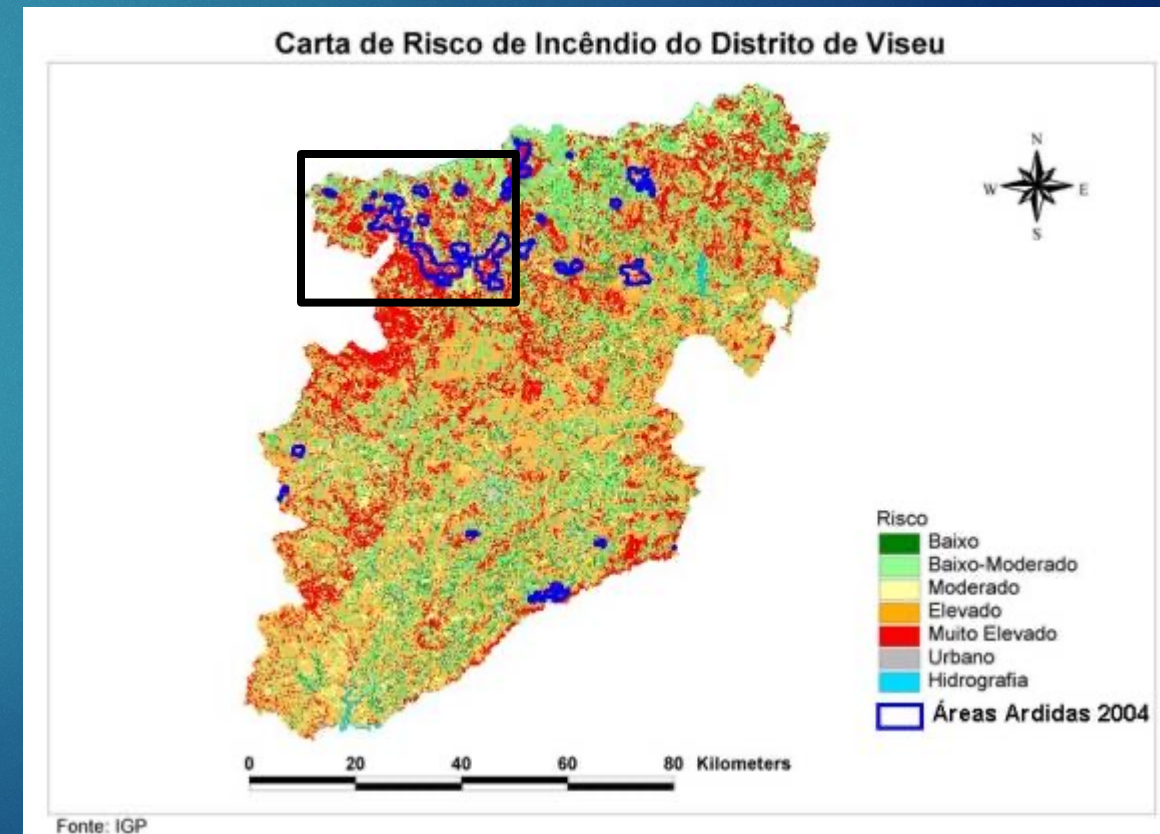 Carta de Risco de Incêndio do Distrito de Viseu
N
W E
S
Risco
Baixo
Baixo-Moderado
Moderado
Elevado
Muito Elevado
Urbano
Hidrografia
Áreas Ardidas 2004
0 20 40 60 80 Kilometers
Fonte: IGP